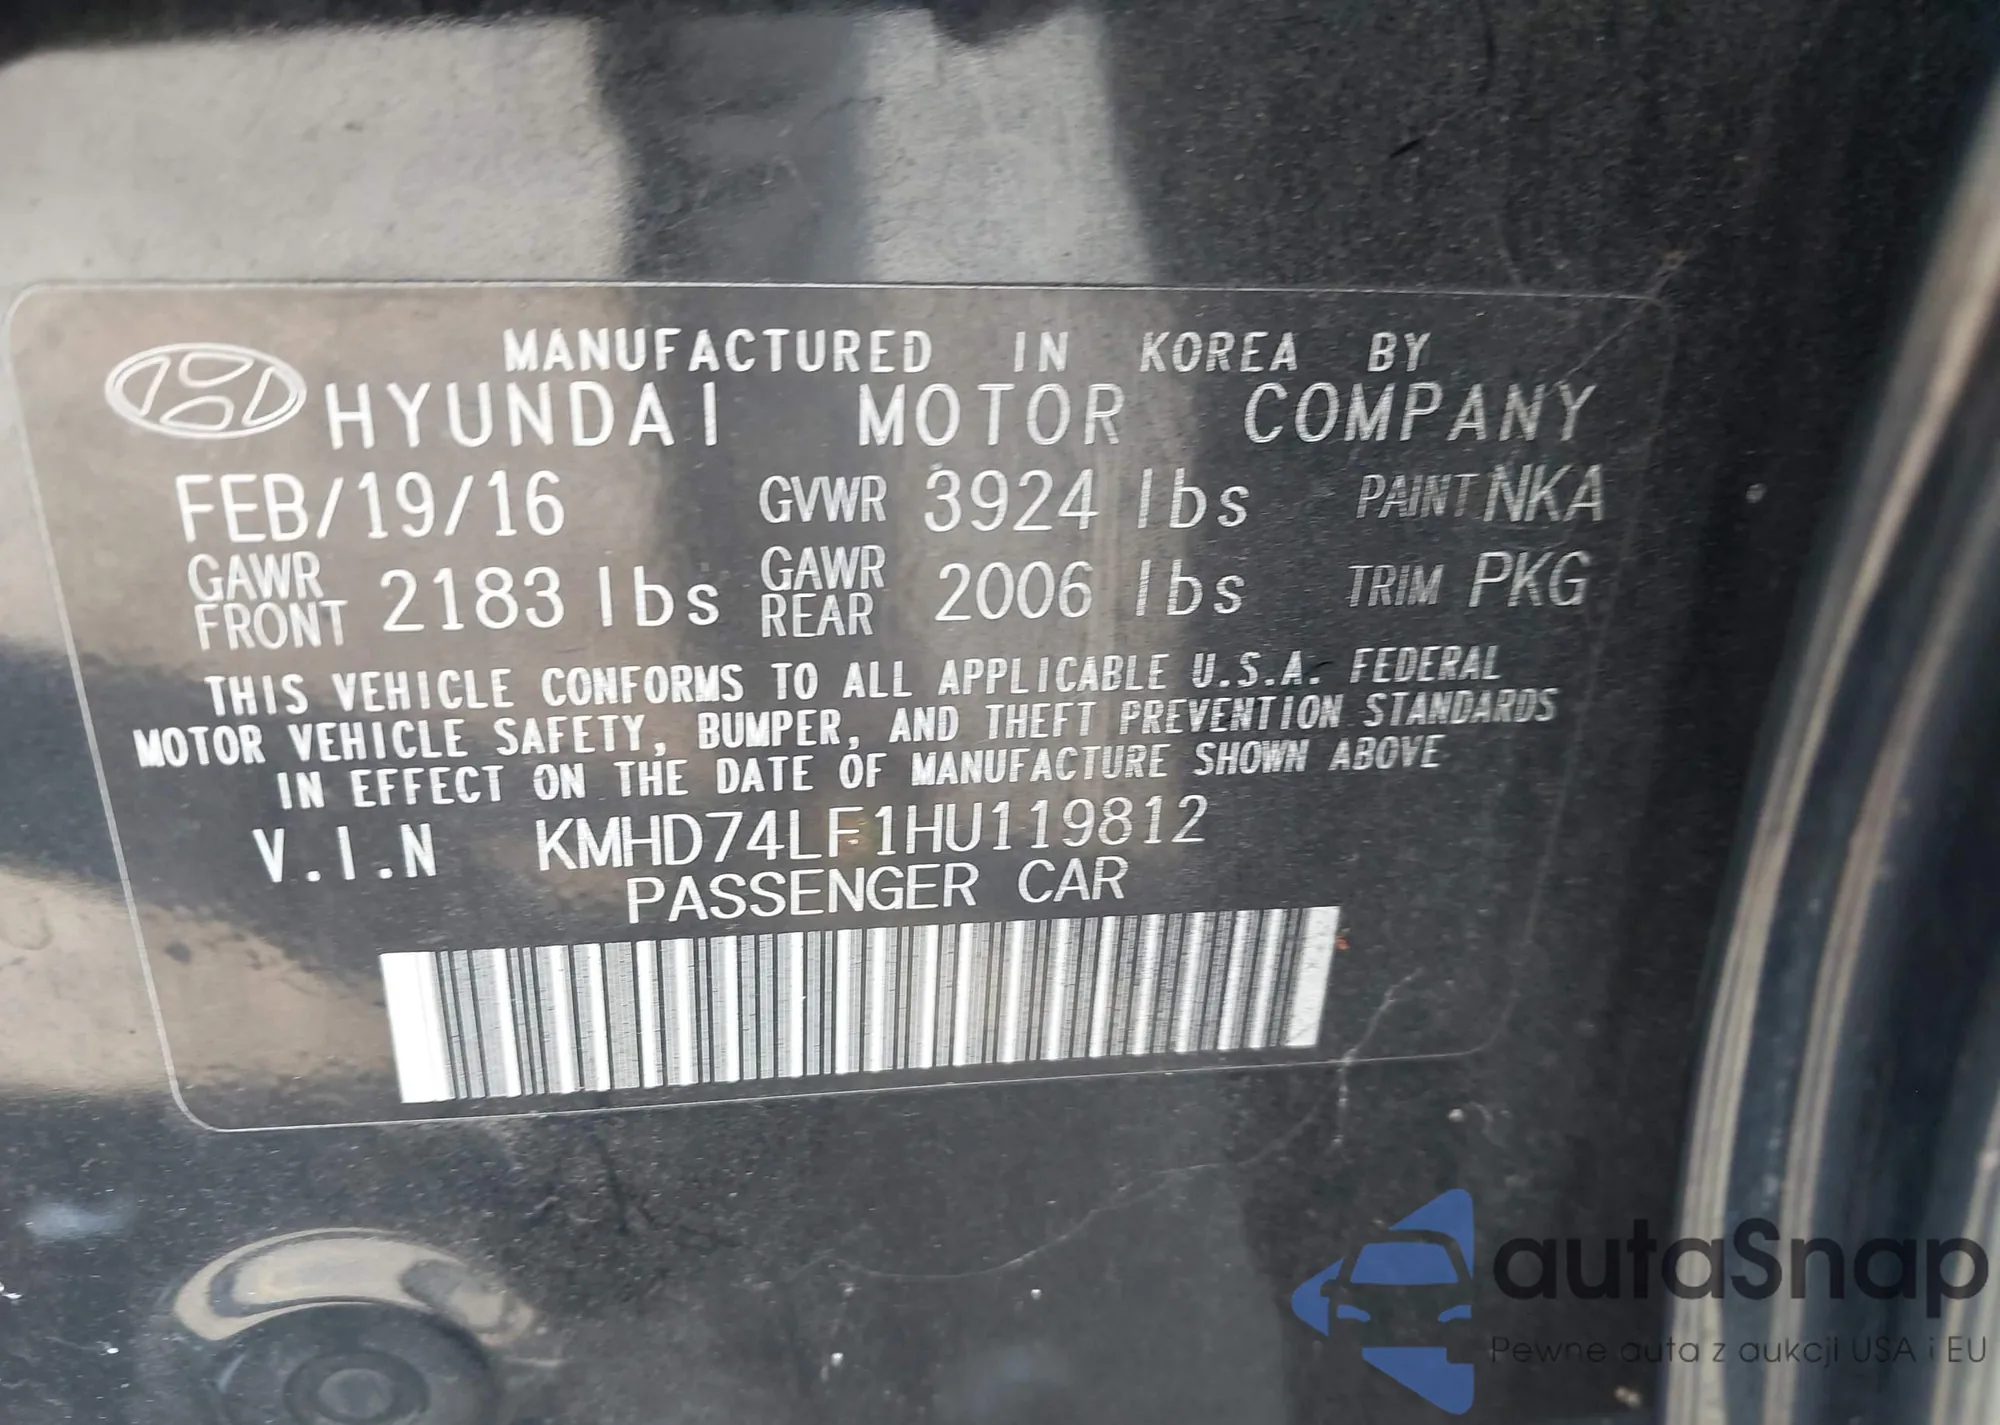 MANUFACTURED IN KOREA BY
HYUNDAI MOTOR COMPANY
FEB/19/16 GVWR 3924 lbs PAINT NKA
GAWR FRONT 2183 lbs GAWR REAR 2006 lbs TRIM PKG
THIS VEHICLE CONFORMS TO ALL APPLICABLE U.S.A. FEDERAL
MOTOR VEHICLE SAFETY, BUMPER, AND THEFT PREVENTION STANDARDS
IN EFFECT ON THE DATE OF MANUFACTURE SHOWN ABOVE
V.I.N KMHD74LF1HU119812
PASSENGER CAR
autaSnap
Pewne auta z aukcji USA i EU